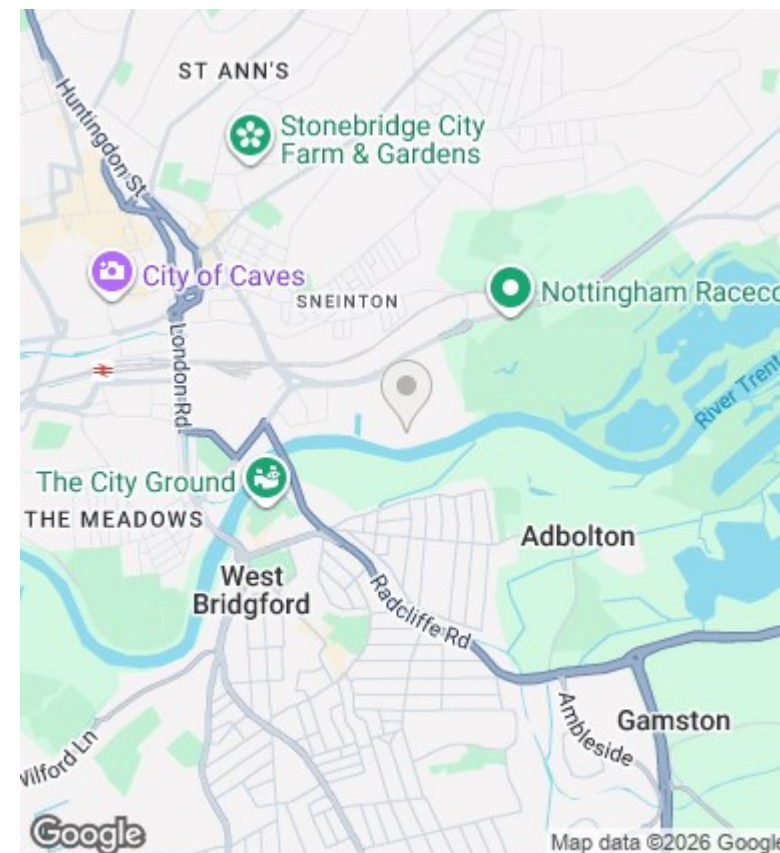 ST ANN'S
Huntingdon St
Stonebridge City
Farm & Gardens
City of Caves
SNEINTON
Nottingham Raceco
London Rd
River Trent
The City Ground
THE MEADOWS
Adbolton
West
Bridgford
Radcliffe Rd
Ambleside
Gamston
Wilford Ln
Google
Map data ©2026 Google